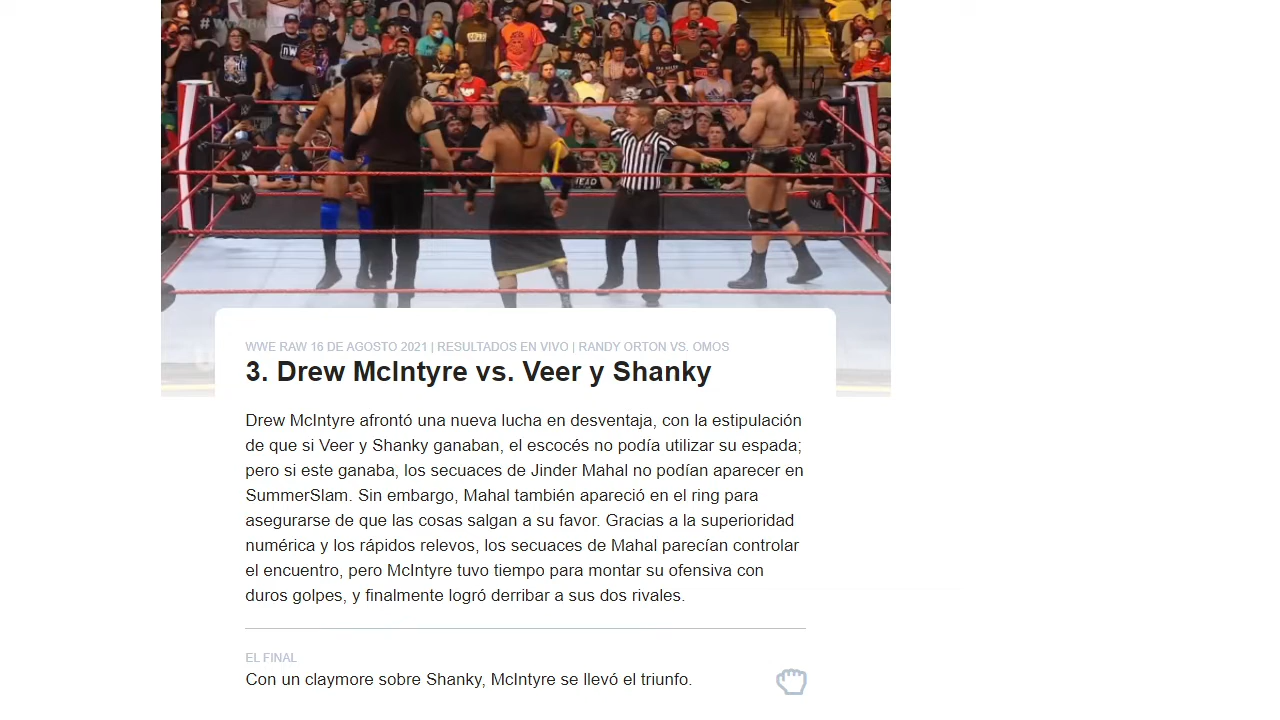 WWE RAW 16 DE AGOSTO 2021 | RESULTADOS EN VIVO | RANDY ORTON VS. OMOS
3. Drew McIntyre vs. Veer y Shanky
Drew McIntyre afrontó una nueva lucha en desventaja, con la estipulación
de que si Veer y Shanky ganaban, el escocés no podía utilizar su espada;
pero si este ganaba, los secuaces de Jinder Mahal no podían aparecer en
SummerSlam. Sin embargo, Mahal también apareció en el ring para
asegurarse de que las cosas salgan a su favor. Gracias a la superioridad
numérica y los rápidos relevos, los secuaces de Mahal parecían controlar
el encuentro, pero McIntyre tuvo tiempo para montar su ofensiva con
duros golpes, y finalmente logró derribar a sus dos rivales.
EL FINAL
Con un claymore sobre Shanky, McIntyre se llevó el triunfo.